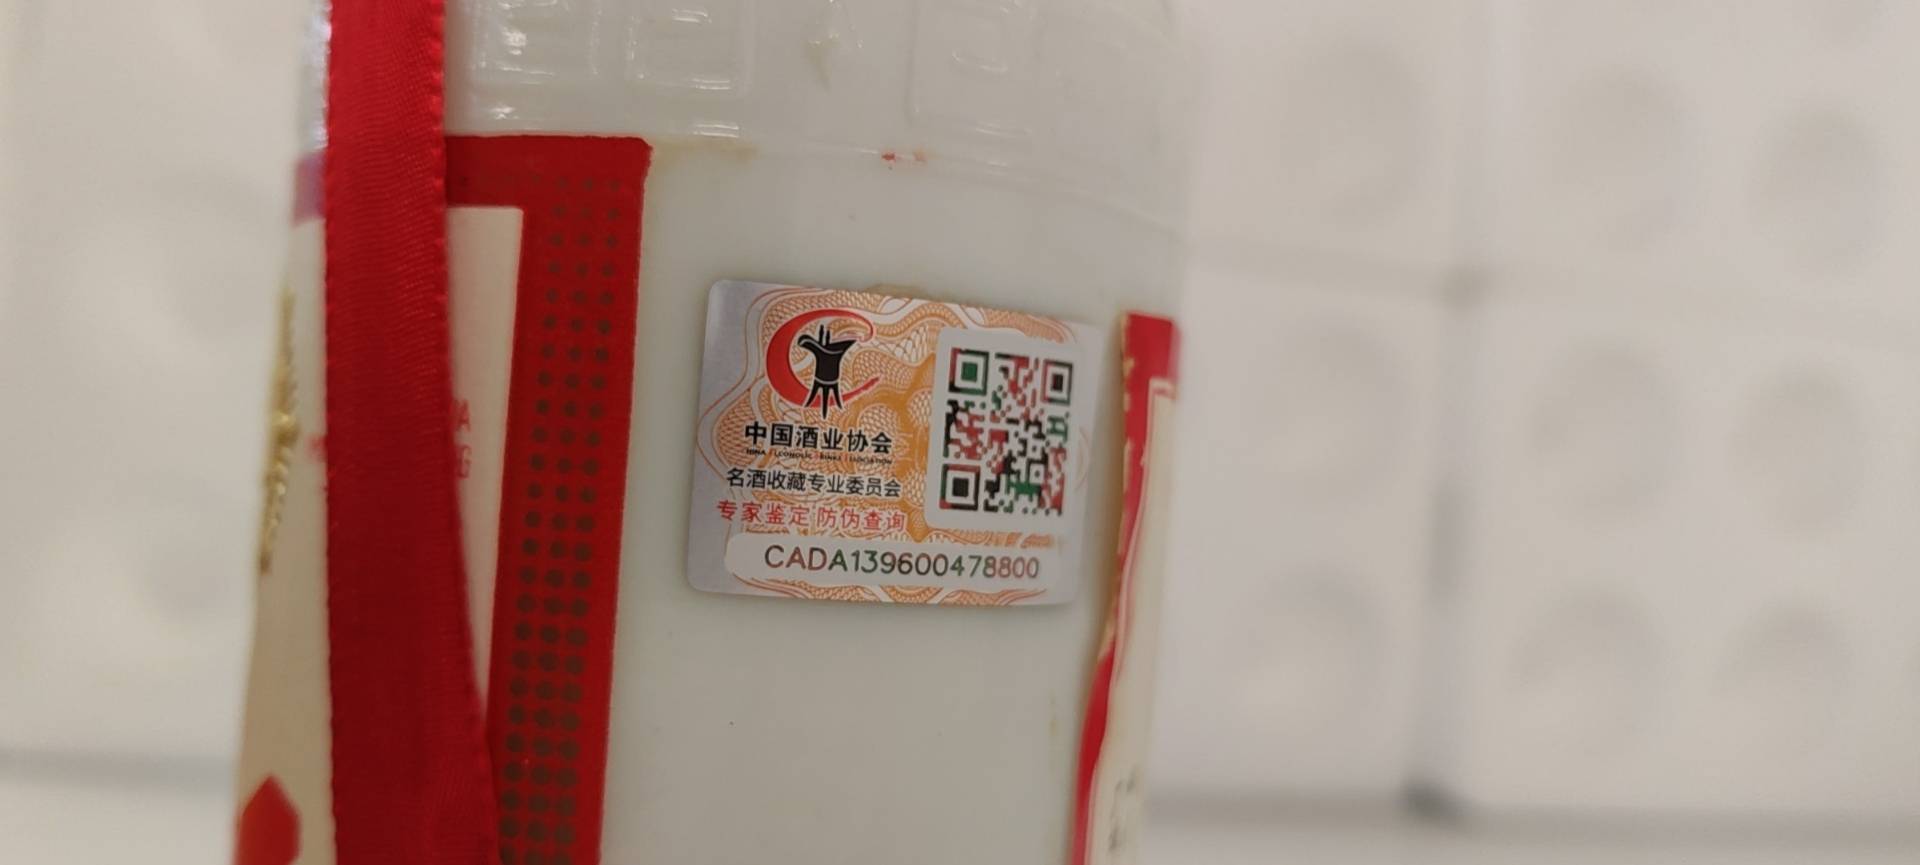 中国酒业协会
名酒收藏专业委员会
专家鉴定 防伪查询
CADA139600478800